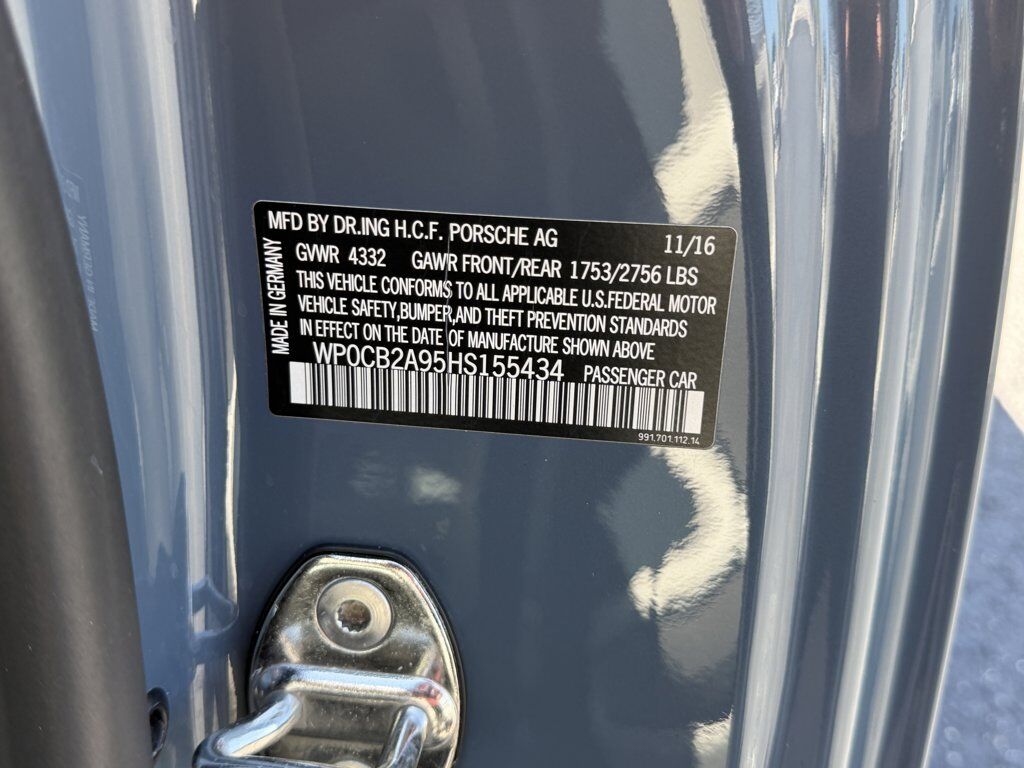 MFD BY DR.ING H.C.F. PORSCHE AG 11/16
GVWR 4332 GAWR FRONT/REAR 1753/2756 LBS
THIS VEHICLE CONFORMS TO ALL APPLICABLE U.S.FEDERAL MOTOR
VEHICLE SAFETY,BUMPER,AND THEFT PREVENTION STANDARDS
IN EFFECT ON THE DATE OF MANUFACTURE SHOWN ABOVE
WP0CB2A95HS155434 PASSENGER CAR
991.701.112.14
MADE IN GERMANY